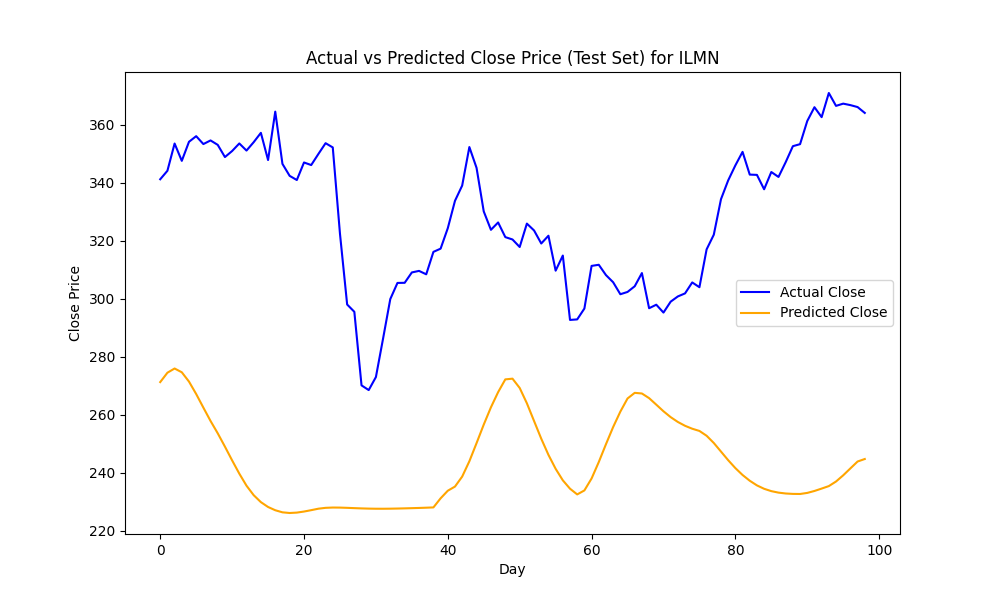 Actual vs Predicted Close Price (Test Set) for ILMN
Close Price
360
340
320
300
280
260
240
220
Actual Close
Predicted Close
0 20 40 60 80 100
Day